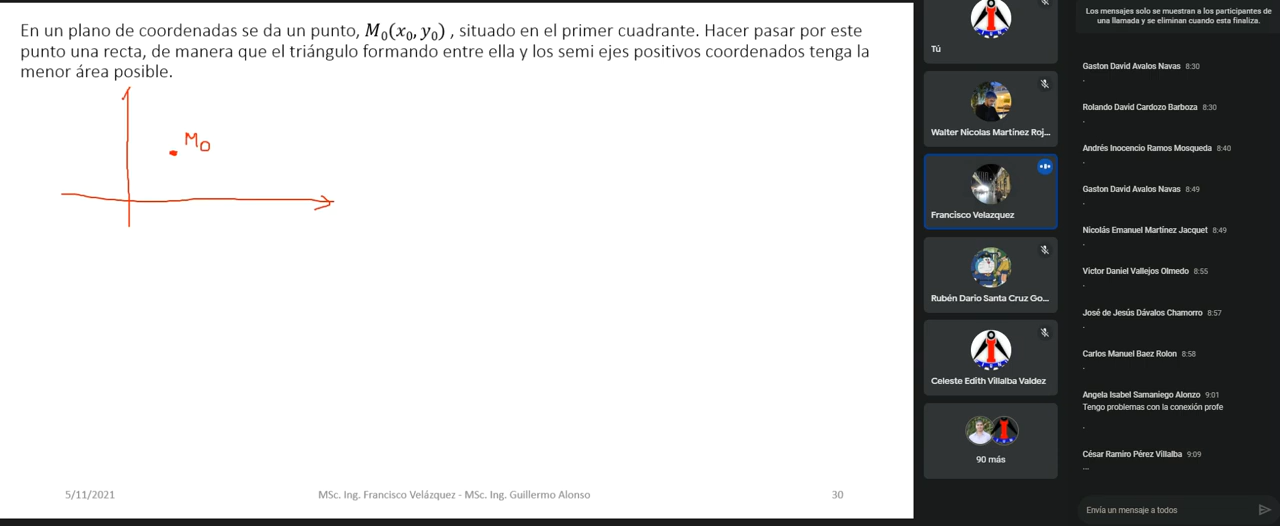 En un plano de coordenadas se da un punto, M₀(x₀, y₀) , situado en el primer cuadrante. Hacer pasar por este
punto una recta, de manera que el triángulo formando entre ella y los semi ejes positivos coordenados tenga la
menor área posible.
M₀
5/11/2021
MSc. Ing. Francisco Velázquez - MSc. Ing. Guillermo Alonso
30
Tú
Walter Nicolas Martínez Roj...
Francisco Velazquez
Rubén Dario Santa Cruz Go...
Celeste Edith Villalba Valdez
90 más
Los mensajes solo se muestran a los participantes de
una llamada y se eliminan cuando esta finaliza.
Gaston David Avalos Navas 8:30
.
Rolando David Cardozo Barboza 8:30
.
Andrés Inocencio Ramos Mosqueda 8:40
.
Gaston David Avalos Navas 8:49
.
Nicolás Emanuel Martínez Jacquet 8:49
.
Victor Daniel Vallejos Olmedo 8:55
.
José de Jesús Dávalos Chamorro 8:57
.
Carlos Manuel Baez Rolon 8:58
.
Angela Isabel Samaniego Alonzo 9:01
Tengo problemas con la conexión profe
.
César Ramiro Pérez Villalba 9:09
...
Envía un mensaje a todos